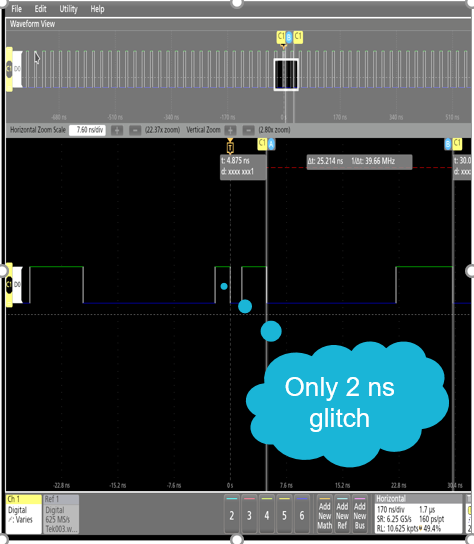 File Edit Utility Help
Waveform View
C1 B C1
C1 D0
-680 ns -510 ns -340 ns -170 ns 170 ns 340 ns 510 ns
Horizontal Zoom Scale 7.60 ns/div + − (22.37x zoom) Vertical Zoom + − (2.80x zoom)
T C1 A B C1
t: 4.875 ns Δt: 25.214 ns 1/Δt: 39.66 MHz t: 30.0
d: xxxx xxx1 d: xxxx
C1 D0
Only 2 ns
glitch
-22.8 ns -15.2 ns -7.6 ns 0 s 7.6 ns 15.2 ns 22.8 ns 30.4 ns
Ch 1 Ref 1 Add Add Add Horizontal
Digital Digital 2 3 4 5 6 New New New 170 ns/div 1.7 µs
: Varies 625 MS/s Math Ref Bus SR: 6.25 GS/s 160 ps/pt
Tek003.w... RL: 10.625 kpts 49.4%